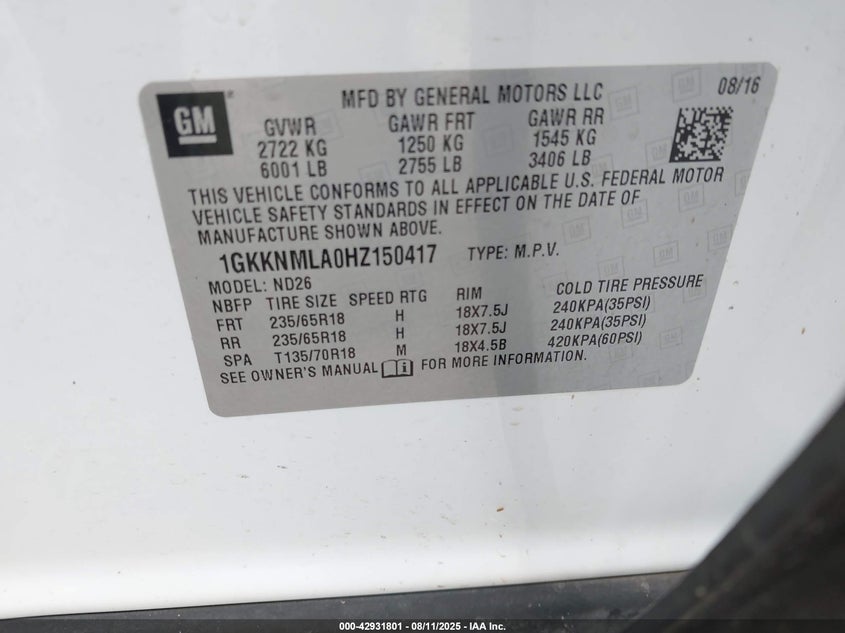 GM
MFD BY GENERAL MOTORS LLC
08/16
GVWR GAWR FRT GAWR RR
2722 KG 1250 KG 1545 KG
6001 LB 2755 LB 3406 LB
THIS VEHICLE CONFORMS TO ALL APPLICABLE U.S. FEDERAL MOTOR
VEHICLE SAFETY STANDARDS IN EFFECT ON THE DATE OF
MANUFACTURE SHOWN ABOVE.
1GKKNMLA0HZ150417 TYPE: M.P.V.
MODEL: ND26
NBFP TIRE SIZE SPEED RTG RIM COLD TIRE PRESSURE
FRT 235/65R18 H 18X7.5J 240KPA(35PSI)
RR 235/65R18 H 18X7.5J 240KPA(35PSI)
SPA T135/70R18 M 18X4.5B 420KPA(60PSI)
SEE OWNER'S MANUAL FOR MORE INFORMATION.
000-42931801 - 08/11/2025 - IAA Inc.